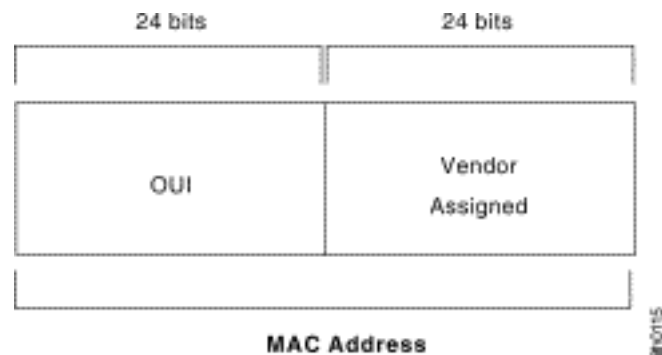 24 bits
24 bits
OUI
Vendor
Assigned
MAC Address